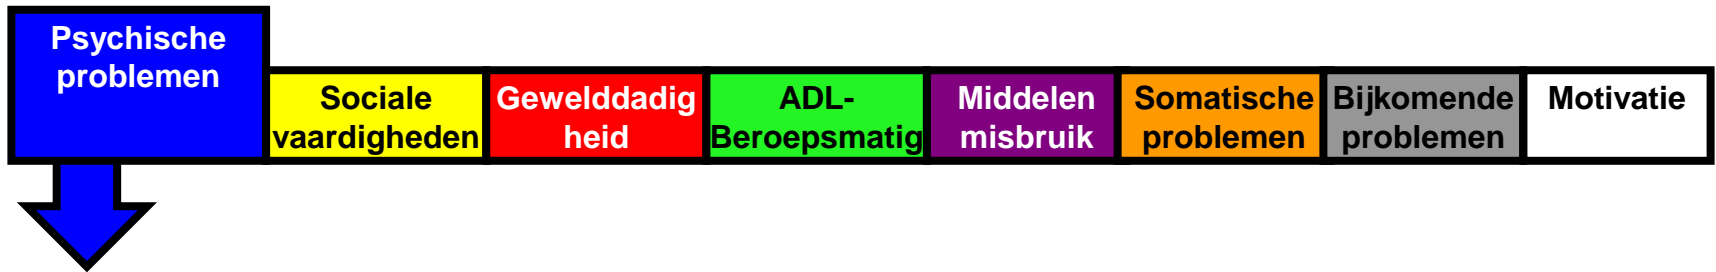 Psychische
problemen
Sociale
vaardigheden
Gewelddadig
heid
ADL-
Beroepsmatig
Middelen
misbruik
Somatische
problemen
Bijkomende
problemen
Motivatie